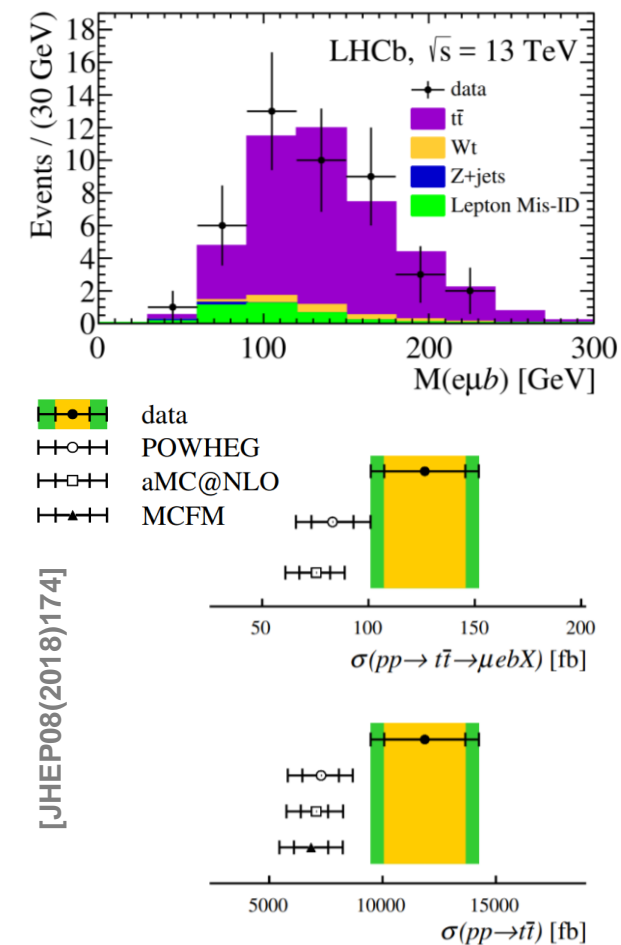 LHCb, √s = 13 TeV
data
tt̄
Wt
Z+jets
Lepton Mis-ID
Events / (30 GeV)
18
16
14
12
10
8
6
4
2
0
0 100 200 300
M(eμb) [GeV]
data
POWHEG
aMC@NLO
MCFM
[JHEP08(2018)174]
50 100 150 200
σ(pp→ tt̄→μebX) [fb]
5000 10000 15000
σ(pp→tt̄) [fb]